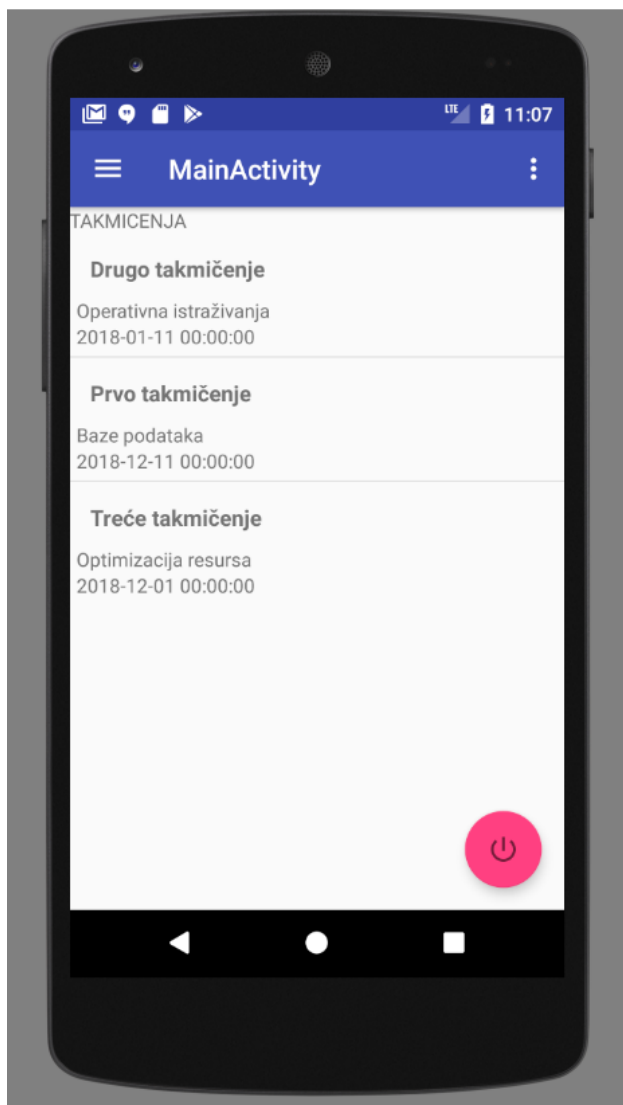 LTE 11:07
MainActivity
TAKMICENJA
Drugo takmičenje
Operativna istraživanja
2018-01-11 00:00:00
Prvo takmičenje
Baze podataka
2018-12-11 00:00:00
Treće takmičenje
Optimizacija resursa
2018-12-01 00:00:00